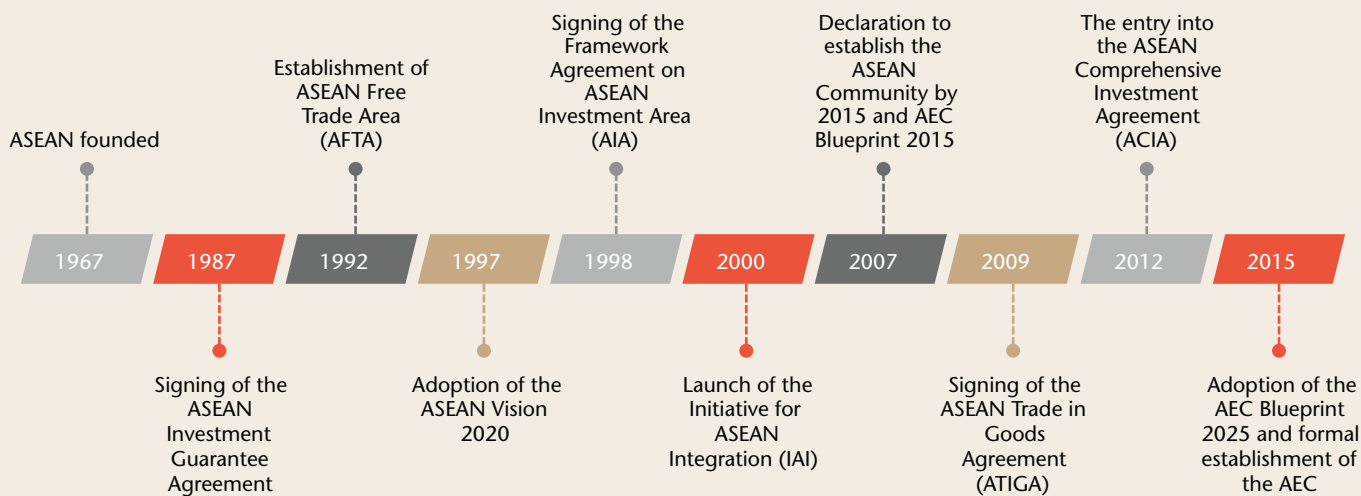 ASEAN founded
Establishment of
ASEAN Free
Trade Area
(AFTA)
Signing of the
Framework
Agreement on
ASEAN
Investment Area
(AIA)
Declaration to
establish the
ASEAN
Community by
2015 and AEC
Blueprint 2015
The entry into
the ASEAN
Comprehensive
Investment
Agreement
(ACIA)
1967
1987
1992
1997
1998
2000
2007
2009
2012
2015
Signing of the
ASEAN
Investment
Guarantee
Agreement
Adoption of the
ASEAN Vision
2020
Launch of the
Initiative for
ASEAN
Integration (IAI)
Signing of the
ASEAN Trade in
Goods
Agreement
(ATIGA)
Adoption of the
AEC Blueprint
2025 and formal
establishment of
the AEC